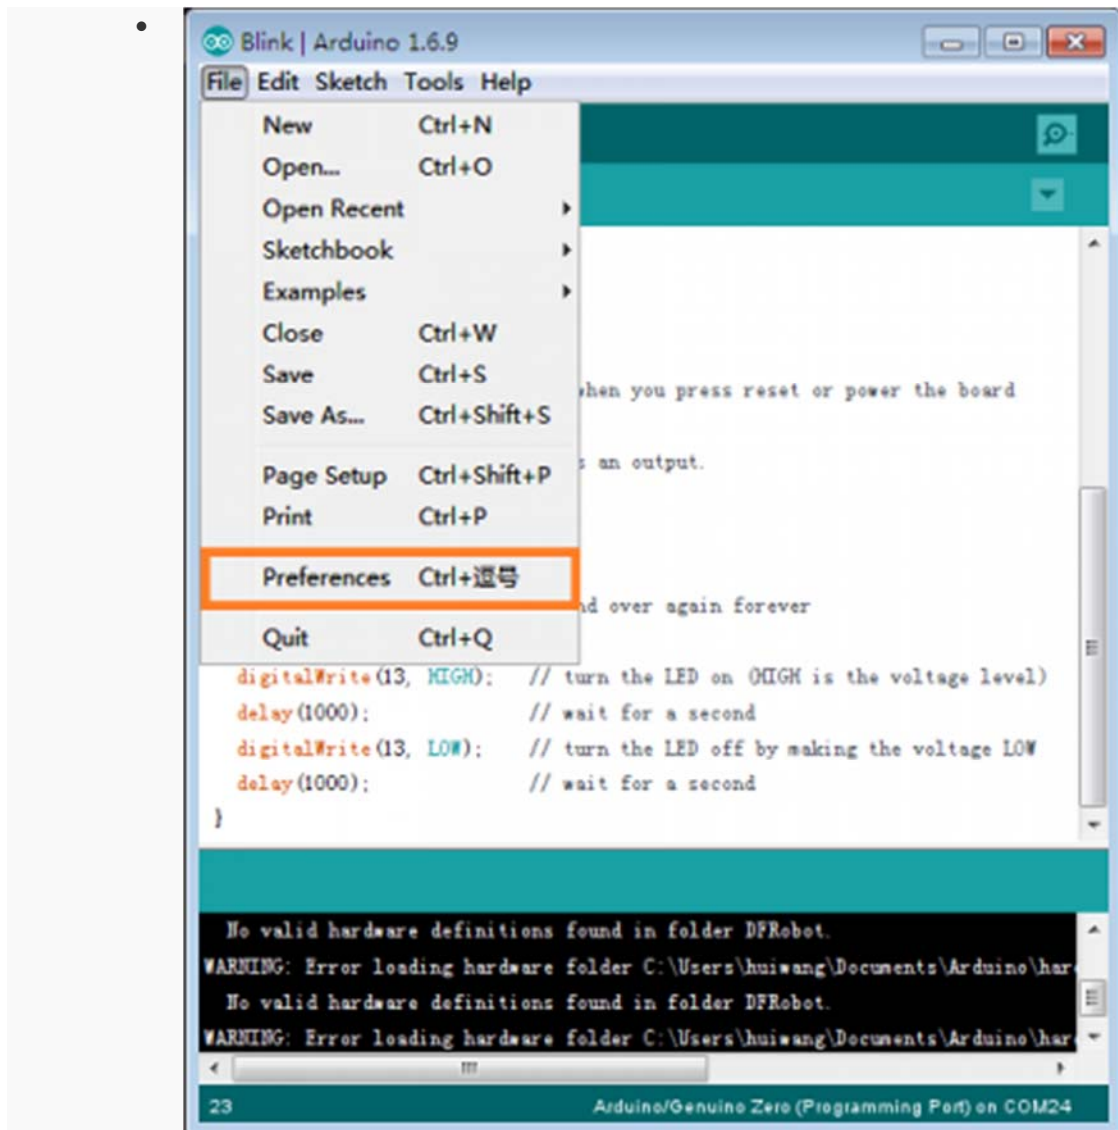 Blink | Arduino 1.6.9
File Edit Sketch Tools Help
New Ctrl+N
Open... Ctrl+O
Open Recent
Sketchbook
Examples
Close Ctrl+W
Save Ctrl+S
Save As... Ctrl+Shift+S
when you press reset or power the board
Page Setup Ctrl+Shift+P
s an output.
Print Ctrl+P
Preferences Ctrl+逗号
nd over again forever
Quit Ctrl+Q
digitalWrite(13, HIGH); // turn the LED on (HIGH is the voltage level)
delay(1000); // wait for a second
digitalWrite(13, LOW); // turn the LED off by making the voltage LOW
delay(1000); // wait for a second
}
No valid hardware definitions found in folder DFRobot.
WARNING: Error loading hardware folder C:\Users\huiwang\Documents\Arduino\har
No valid hardware definitions found in folder DFRobot.
WARNING: Error loading hardware folder C:\Users\huiwang\Documents\Arduino\har
23 Arduino/Genuino Zero (Programming Port) on COM24